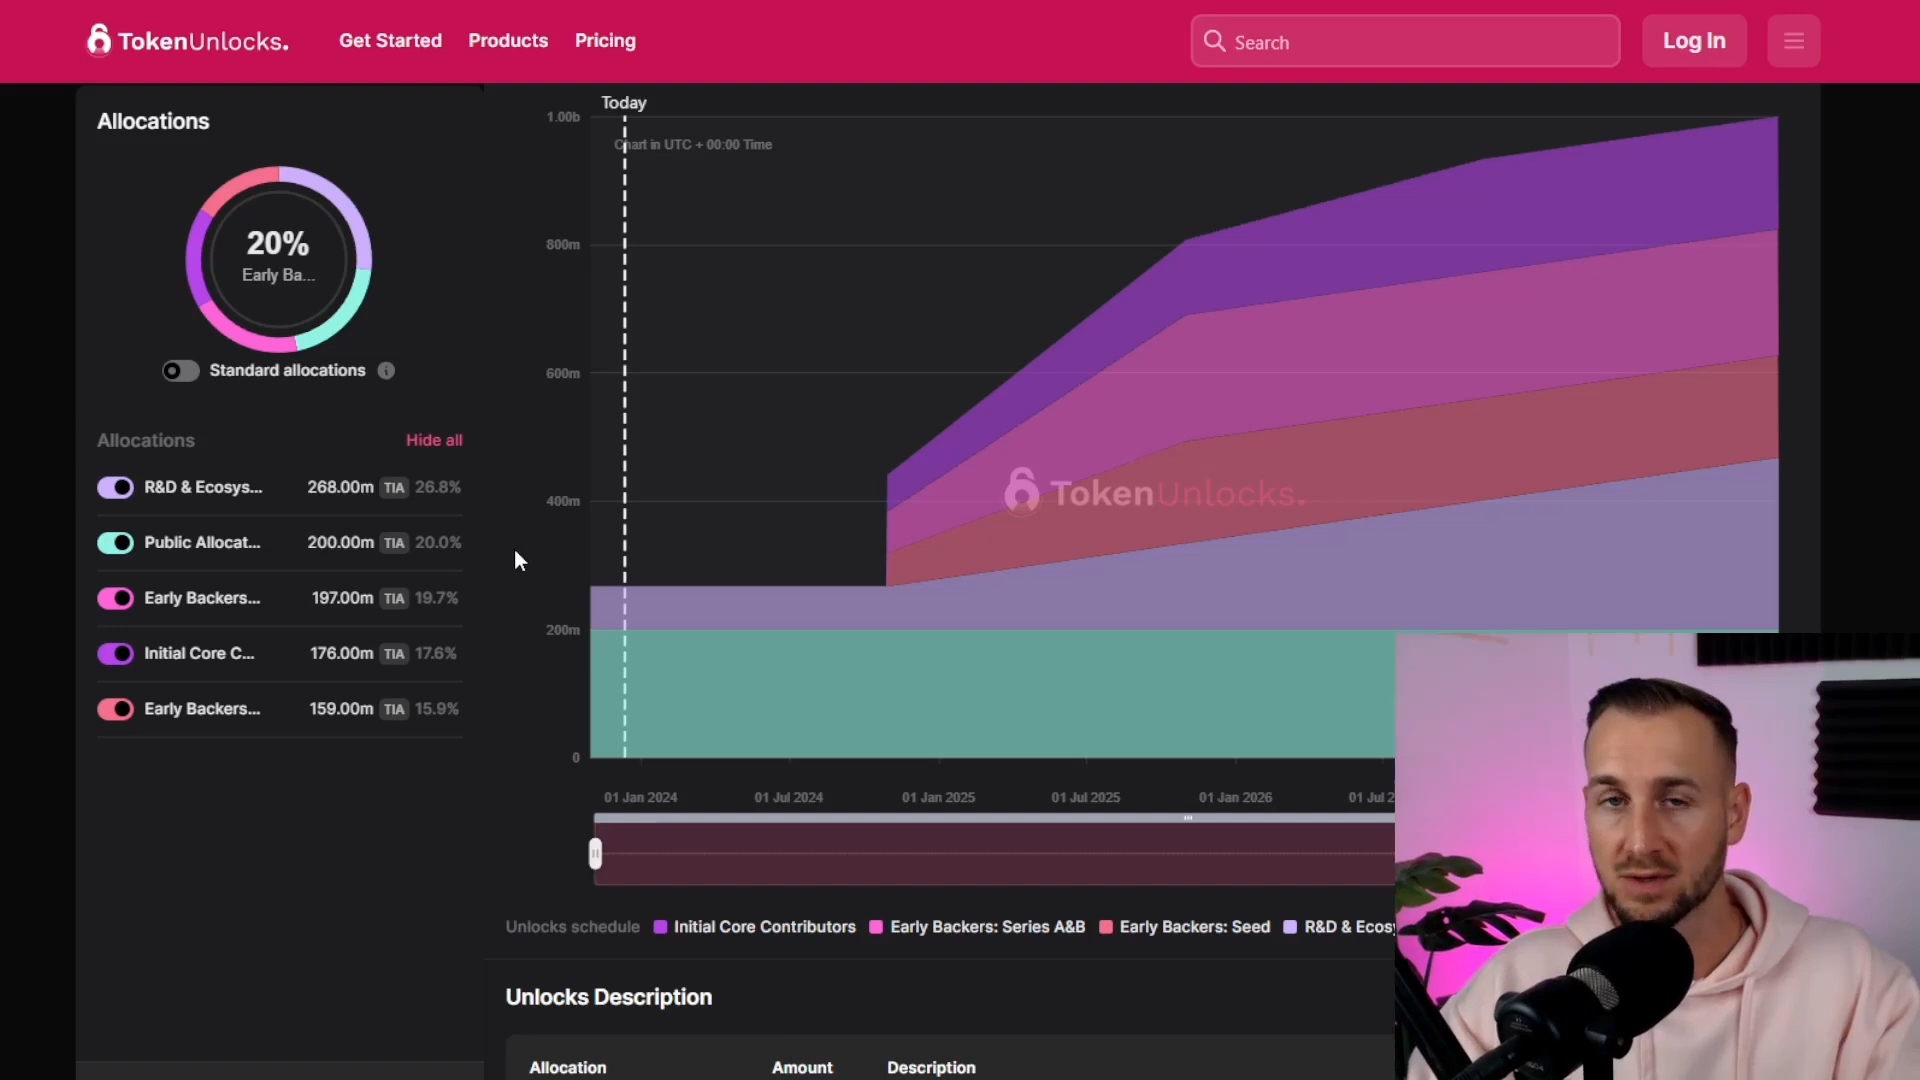 TokenUnlocks.
Get Started
Products
Pricing
Search
Log In
Allocations
20%
Early Ba...
Standard allocations
Allocations
Hide all
R&D & Ecosys... 268.00m TIA 26.8%
Public Allocat... 200.00m TIA 20.0%
Early Backers... 197.00m TIA 19.7%
Initial Core C... 176.00m TIA 17.6%
Early Backers... 159.00m TIA 15.9%
Today
Chart in UTC + 00:00 Time
1.00b
800m
600m
400m
200m
0
TokenUnlocks.
01 Jan 2024
01 Jul 2024
01 Jan 2025
01 Jul 2025
01 Jan 2026
01 Jul 2
Unlocks schedule
Initial Core Contributors
Early Backers: Series A&B
Early Backers: Seed
R&D & Ecosy
Unlocks Description
Allocation
Amount
Description